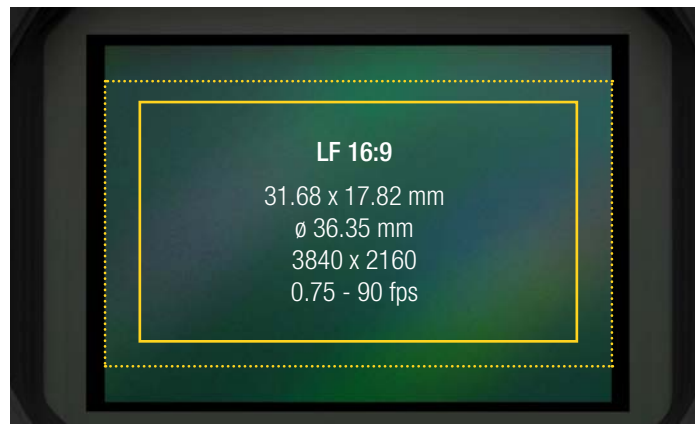 LF 16:9
31.68 x 17.82 mm
ø 36.35 mm
3840 x 2160
0.75 - 90 fps